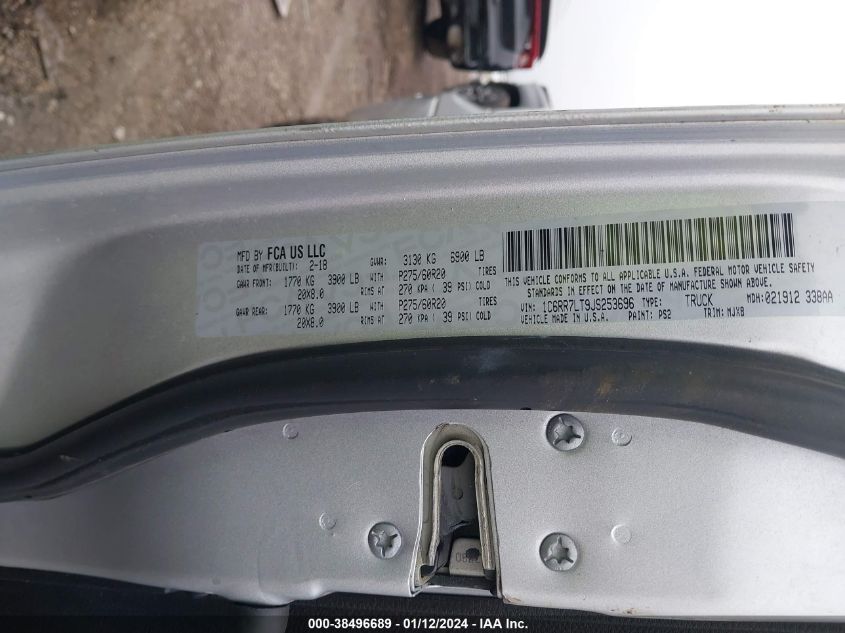 MFD BY FCA US LLC
DATE OF MFR(BUILT): 2-18 GVWR: 3130 KG 6900 LB
GAWR FRONT: 1770 KG 3900 LB WITH P275/60R20 TIRES
20X8.0 RIMS AT 270 KPA ( 39 PSI) COLD
GAWR REAR: 1770 KG 3900 LB WITH P275/60R20 TIRES
20X8.0 RIMS AT 270 KPA ( 39 PSI) COLD
THIS VEHICLE CONFORMS TO ALL APPLICABLE U.S.A. FEDERAL MOTOR VEHICLE SAFETY
STANDARDS IN EFFECT ON THE DATE OF MANUFACTURE SHOWN ABOVE.
VIN: 1C6RR7LT9JS253696 TYPE: TRUCK MDH:021912 338AA
VEHICLE MADE IN U.S.A. PAINT: PS2 TRIM: MJX8
000-38496689 - 01/12/2024 - IAA Inc.